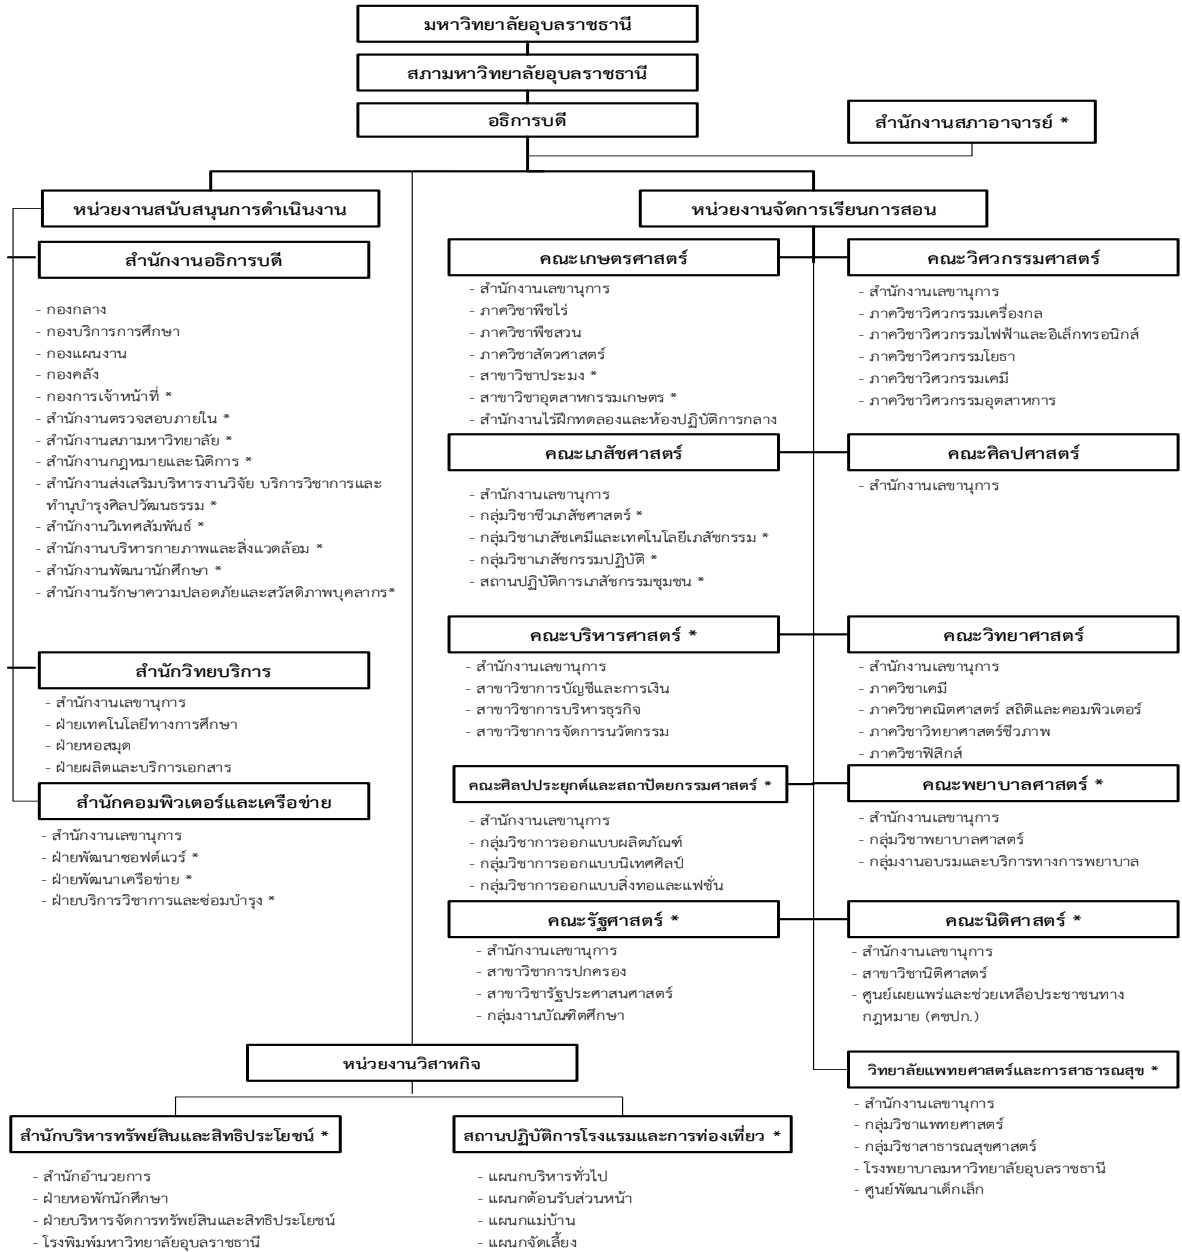 มหาวิทยาลัยอุบลราชธานี
สภามหาวิทยาลัยอุบลราชธานี
อธิการบดี
สำนักงานสภาอาจารย์ *
หน่วยงานสนับสนุนการดำเนินงาน
สำนักงานอธิการบดี
- กองกลาง
- กองบริการการศึกษา
- กองแผนงาน
- กองคลัง
- กองการเจ้าหน้าที่ *
- สำนักงานตรวจสอบภายใน *
- สำนักงานสภามหาวิทยาลัย *
- สำนักงานกฎหมายและนิติการ *
- สำนักงานส่งเสริมบริหารงานวิจัย บริการวิชาการและ
ทำนุบำรุงศิลปวัฒนธรรม *
- สำนักงานวิเทศสัมพันธ์ *
- สำนักงานบริหารกายภาพและสิ่งแวดล้อม *
- สำนักงานพัฒนานักศึกษา *
- สำนักงานรักษาความปลอดภัยและสวัสดิภาพบุคลากร*
สำนักวิทยบริการ
- สำนักงานเลขานุการ
- ฝ่ายเทคโนโลยีทางการศึกษา
- ฝ่ายหอสมุด
- ฝ่ายผลิตและบริการเอกสาร
สำนักคอมพิวเตอร์และเครือข่าย
- สำนักงานเลขานุการ
- ฝ่ายพัฒนาซอฟต์แวร์ *
- ฝ่ายพัฒนาเครือข่าย *
- ฝ่ายบริการวิชาการและซ่อมบำรุง *
หน่วยงานจัดการเรียนการสอน
คณะเกษตรศาสตร์
- สำนักงานเลขานุการ
- ภาควิชาพืชไร่
- ภาควิชาพืชสวน
- ภาควิชาสัตวศาสตร์
- สาขาวิชาประมง *
- สาขาวิชาอุตสาหกรรมเกษตร *
- สำนักงานไร่ฝึกทดลองและห้องปฏิบัติการกลาง
คณะวิศวกรรมศาสตร์
- สำนักงานเลขานุการ
- ภาควิชาวิศวกรรมเครื่องกล
- ภาควิชาวิศวกรรมไฟฟ้าและอิเล็กทรอนิกส์
- ภาควิชาวิศวกรรมโยธา
- ภาควิชาวิศวกรรมเคมี
- ภาควิชาวิศวกรรมอุตสาหการ
คณะเภสัชศาสตร์
- สำนักงานเลขานุการ
- กลุ่มวิชาชีวเภสัชศาสตร์ *
- กลุ่มวิชาเภสัชเคมีและเทคโนโลยีเภสัชกรรม *
- กลุ่มวิชาเภสัชกรรมปฏิบัติ *
- สถานปฏิบัติการเภสัชกรรมชุมชน *
คณะศิลปศาสตร์
- สำนักงานเลขานุการ
คณะบริหารศาสตร์ *
- สำนักงานเลขานุการ
- สาขาวิชาการบัญชีและการเงิน
- สาขาวิชาการบริหารธุรกิจ
- สาขาวิชาการจัดการนวัตกรรม
คณะวิทยาศาสตร์
- สำนักงานเลขานุการ
- ภาควิชาเคมี
- ภาควิชาคณิตศาสตร์ สถิติและคอมพิวเตอร์
- ภาควิชาวิทยาศาสตร์ชีวภาพ
- ภาควิชาฟิสิกส์
คณะศิลปประยุกต์และสถาปัตยกรรมศาสตร์ *
- สำนักงานเลขานุการ
- กลุ่มวิชาการออกแบบผลิตภัณฑ์
- กลุ่มวิชาการออกแบบนิเทศศิลป์
- กลุ่มวิชาการออกแบบสิ่งทอและแฟชั่น
คณะพยาบาลศาสตร์ *
- สำนักงานเลขานุการ
- กลุ่มวิชาพยาบาลศาสตร์
- กลุ่มงานอบรมและบริการทางการพยาบาล
คณะรัฐศาสตร์ *
- สำนักงานเลขานุการ
- สาขาวิชาการปกครอง
- สาขาวิชารัฐประศาสนศาสตร์
- กลุ่มงานบัณฑิตศึกษา
คณะนิติศาสตร์ *
- สำนักงานเลขานุการ
- สาขาวิชานิติศาสตร์
- ศูนย์เผยแพร่และช่วยเหลือประชาชนทาง
กฎหมาย (คชปก.)
วิทยาลัยแพทยศาสตร์และการสาธารณสุข *
- สำนักงานเลขานุการ
- กลุ่มวิชาแพทยศาสตร์
- กลุ่มวิชาสาธารณสุขศาสตร์
- โรงพยาบาลมหาวิทยาลัยอุบลราชธานี
- ศูนย์พัฒนาเด็กเล็ก
หน่วยงานวิสาหกิจ
สำนักบริหารทรัพย์สินและสิทธิประโยชน์ *
- สำนักอำนวยการ
- ฝ่ายหอพักนักศึกษา
- ฝ่ายบริหารจัดการทรัพย์สินและสิทธิประโยชน์
- โรงพิมพ์มหาวิทยาลัยอุบลราชธานี
สถานปฏิบัติการโรงแรมและการท่องเที่ยว *
- แผนกบริหารทั่วไป
- แผนกต้อนรับส่วนหน้า
- แผนกแม่บ้าน
- แผนกจัดเลี้ยง